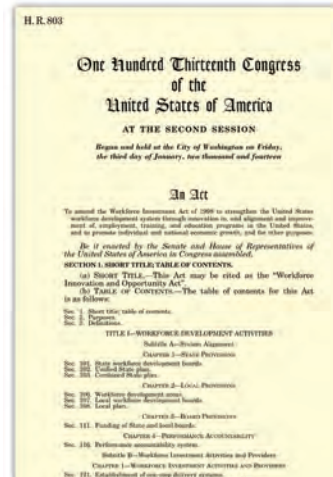 H. R. 803
One Hundred Thirteenth Congress
of the
United States of America
AT THE SECOND SESSION
Begun and held at the City of Washington on Friday,
the third day of January, two thousand and fourteen
An Act
To amend the Workforce Investment Act of 1998 to strengthen the United States
workforce development system through innovation in, and alignment and improve-
ment of, employment, training, and education programs in the United States,
and to promote individual and national economic growth, and for other purposes.
Be it enacted by the Senate and House of Representatives of
the United States of America in Congress assembled,
SECTION 1. SHORT TITLE; TABLE OF CONTENTS.
(a) SHORT TITLE.—This Act may be cited as the “Workforce
Innovation and Opportunity Act”.
(b) TABLE OF CONTENTS.—The table of contents for this Act
is as follows:
Sec. 1. Short title; table of contents.
Sec. 2. Purposes.
Sec. 3. Definitions.
TITLE I—WORKFORCE DEVELOPMENT ACTIVITIES
Subtitle A—System Alignment
CHAPTER 1—STATE PROVISIONS
Sec. 101. State workforce development boards.
Sec. 102. Unified State plan.
Sec. 103. Combined State plan.
CHAPTER 2—LOCAL PROVISIONS
Sec. 106. Workforce development areas.
Sec. 107. Local workforce development boards.
Sec. 108. Local plan.
CHAPTER 3—BOARD PROVISIONS
Sec. 111. Funding of State and local boards.
CHAPTER 4—PERFORMANCE ACCOUNTABILITY
Sec. 116. Performance accountability system.
Subtitle B—Workforce Investment Activities and Providers
CHAPTER 1—WORKFORCE INVESTMENT ACTIVITIES AND PROVIDERS
Sec. 121. Establishment of one-stop delivery systems.